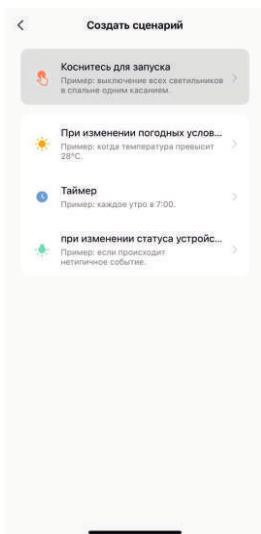 Создать сценарий
Коснитесь для запуска
Пример: выключение всех светильников
в спальне одним касанием.
При изменении погодных услов...
Пример: когда температура превысит
28°C.
Таймер
Пример: каждое утро в 7:00.
при изменении статуса устройс...
Пример: если происходит
нетипичное событие.